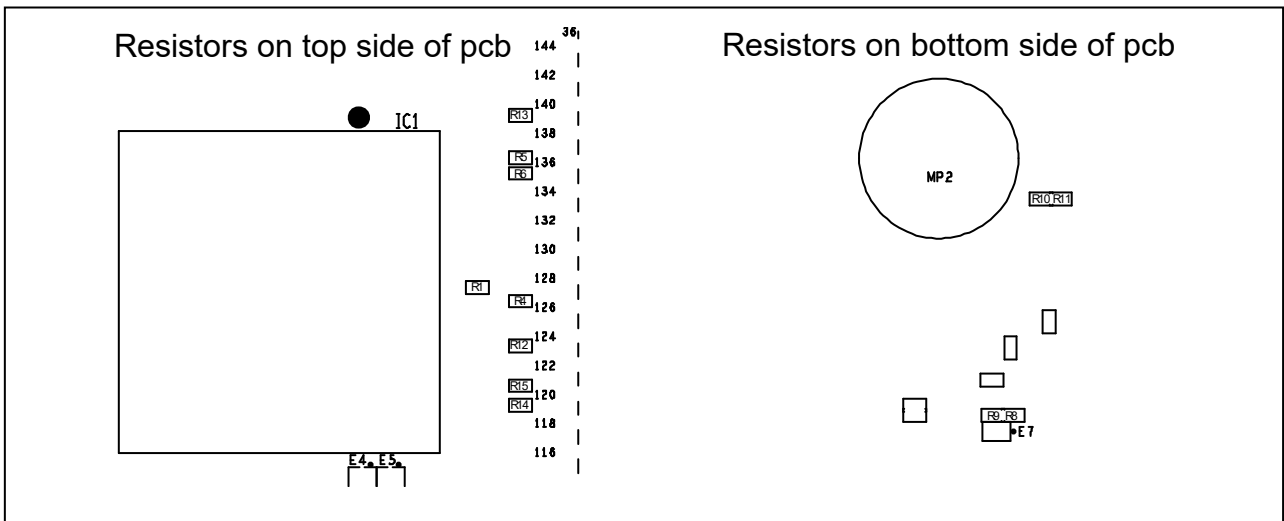 Resistors on top side of pcb
36
144
142
140
R13
138
IC1
R5
136
R6
134
132
130
128
R1
R4
126
124
R12
122
R15
120
R14
118
116
E4 E5
Resistors on bottom side of pcb
MP2
R10 R11
R9 R8
E7